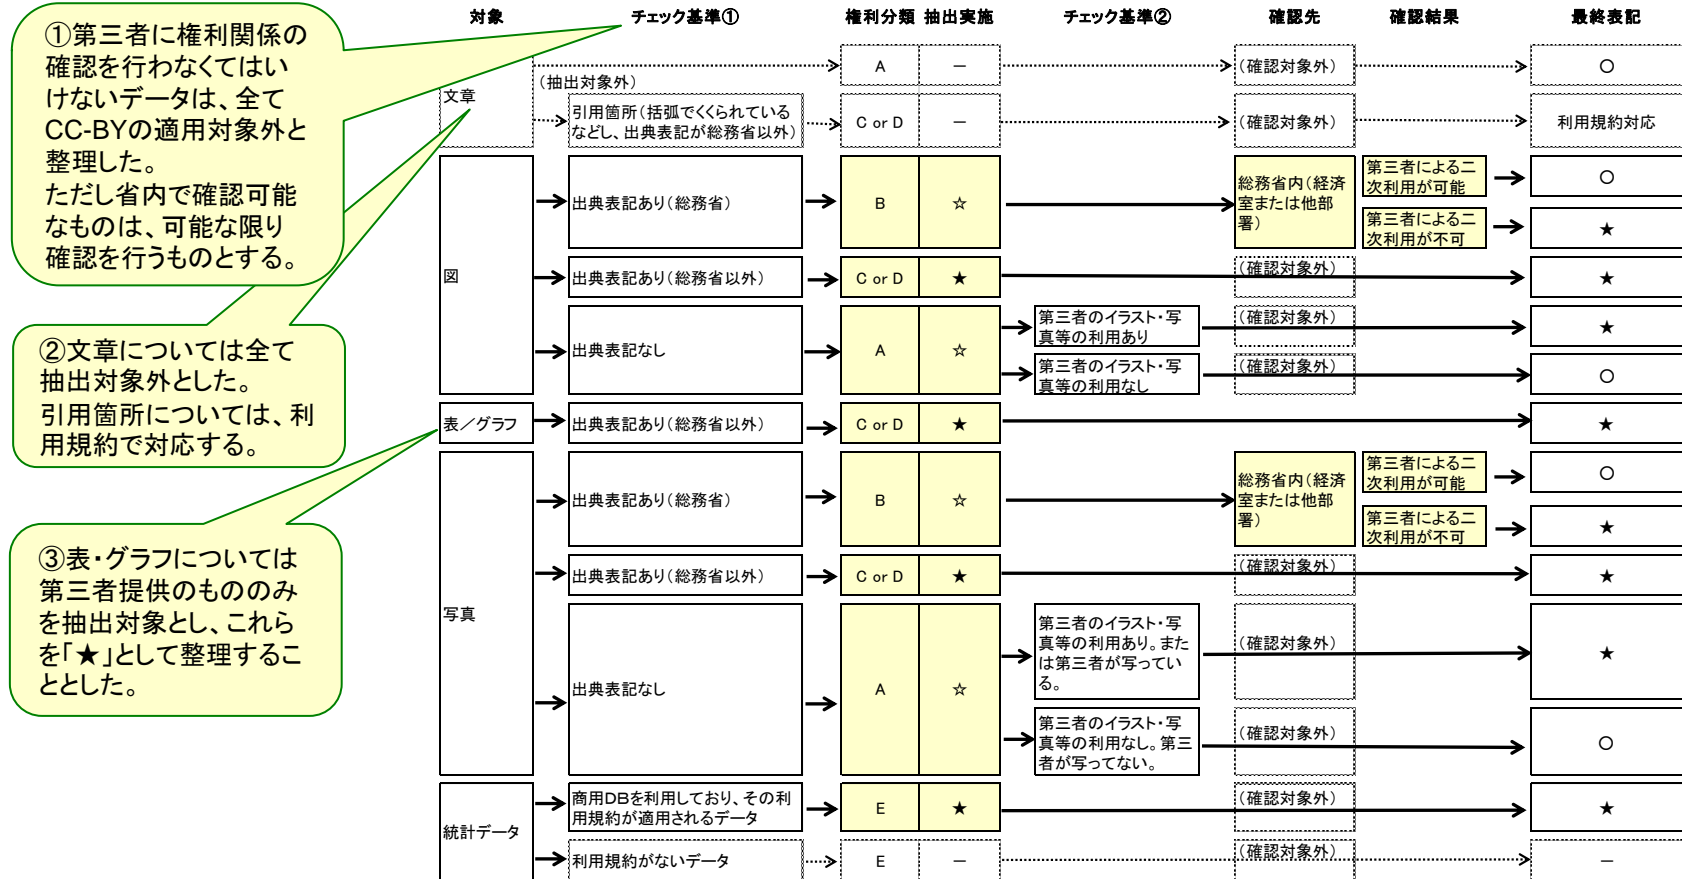 ①第三者に権利関係の
確認を行わなくてはい
けないデータは、全て
CC-BYの適用対象外と
整理した。
ただし省内で確認可能
なものは、可能な限り
確認を行うものとする。
②文章については全て
抽出対象外とした。
引用箇所については、利
用規約で対応する。
③表・グラフについては
第三者提供のもののみ
を抽出対象とし、これら
を「★」として整理するこ
ととした。
対象 チェック基準① 権利分類 抽出実施 チェック基準② 確認先 確認結果 最終表記
文章
(抽出対象外)
A － (確認対象外) ○
引用箇所(括弧でくくられている
などし、出典表記が総務省以外)
C or D － (確認対象外) 利用規約対応
図
出典表記あり(総務省) B ☆
総務省内(経済
室または他部
署)
第三者による二
次利用が可能
○
第三者による二
次利用が不可
★
出典表記あり(総務省以外) C or D ★ (確認対象外) ★
出典表記なし A ☆
第三者のイラスト・写
真等の利用あり
(確認対象外) ★
第三者のイラスト・写
真等の利用なし
(確認対象外) ○
表／グラフ 出典表記あり(総務省以外) C or D ★ ★
写真
出典表記あり(総務省) B ☆
総務省内(経済
室または他部
署)
第三者による二
次利用が可能
○
第三者による二
次利用が不可
★
出典表記あり(総務省以外) C or D ★ (確認対象外) ★
出典表記なし A ☆
第三者のイラスト・写
真等の利用あり。また
は第三者が写ってい
る。
(確認対象外) ★
第三者のイラスト・写
真等の利用なし。第三
者が写ってない。
(確認対象外) ○
統計データ
商用DBを利用しており、その利
用規約が適用されるデータ
E ★ (確認対象外) ★
利用規約がないデータ E － (確認対象外) －